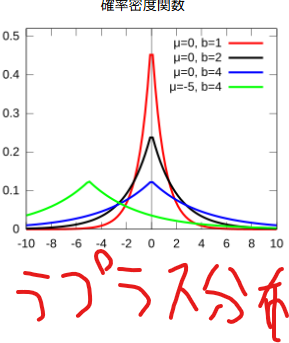 確率密度関数
0.5
0.4
0.3
0.2
0.1
0
μ=0, b=1
μ=0, b=2
μ=0, b=4
μ=-5, b=4
-10 -8 -6 -4 -2 0 2 4 6 8 10
ラプラス分布